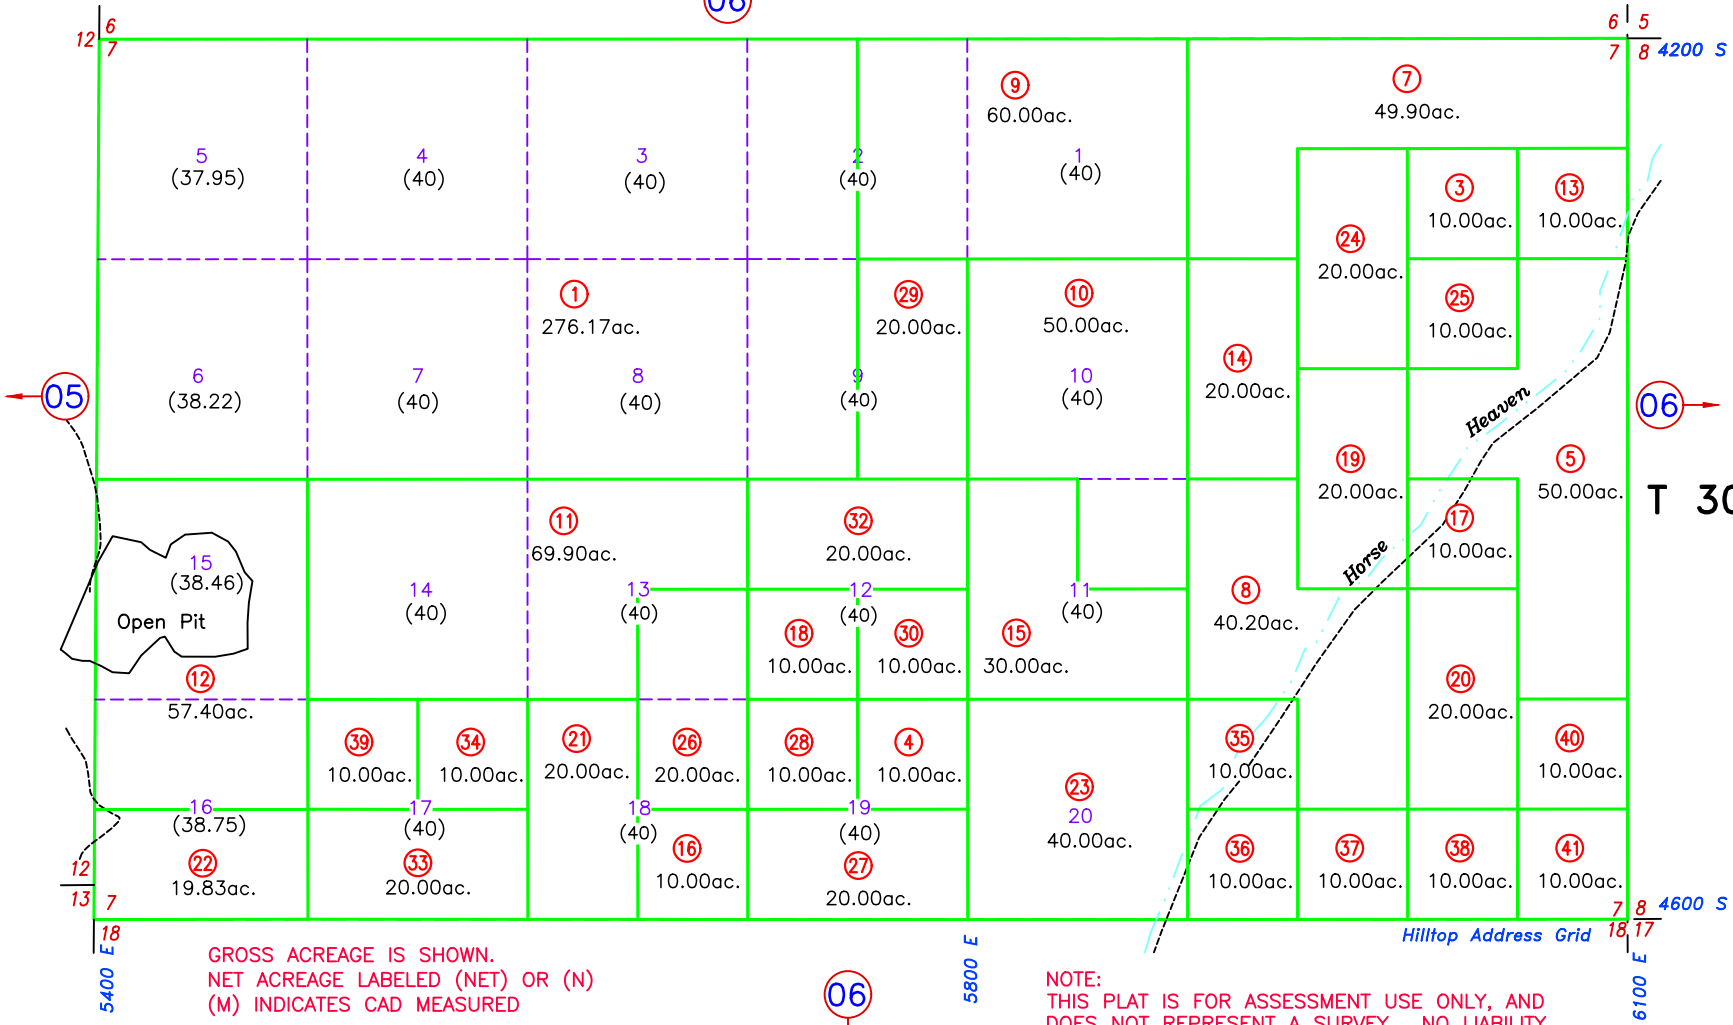 06
6
12
7
6 5
7 8
4200 S
7
49.90ac.
9
60.00ac.
5
(37.95)
4
(40)
3
(40)
2
(40)
1
(40)
3
10.00ac.
13
10.00ac.
24
20.00ac.
25
10.00ac.
1
276.17ac.
29
20.00ac.
10
50.00ac.
14
20.00ac.
6
(38.22)
7
(40)
8
(40)
9
(40)
10
(40)
05
06
Heaven
19
20.00ac.
5
50.00ac.
T 30
11
69.90ac.
32
20.00ac.
17
10.00ac.
15
(38.46)
Open Pit
Horse
14
(40)
13
(40)
12
(40)
11
(40)
8
40.20ac.
18
10.00ac.
30
10.00ac.
15
30.00ac.
12
57.40ac.
20
20.00ac.
39
10.00ac.
34
10.00ac.
21
20.00ac.
26
20.00ac.
28
10.00ac.
4
10.00ac.
35
10.00ac.
40
10.00ac.
23
20
40.00ac.
16
(38.75)
17
(40)
18
(40)
19
(40)
22
19.83ac.
33
20.00ac.
16
10.00ac.
27
20.00ac.
36
10.00ac.
37
10.00ac.
38
10.00ac.
41
10.00ac.
12
13 7
18
7 8
18 17
4600 S
Hilltop Address Grid
5400 E
5800 E
6100 E
GROSS ACREAGE IS SHOWN.
NET ACREAGE LABELED (NET) OR (N)
(M) INDICATES CAD MEASURED
06
NOTE:
THIS PLAT IS FOR ASSESSMENT USE ONLY, AND
DOES NOT REPRESENT A SURVEY. NO LIABILITY